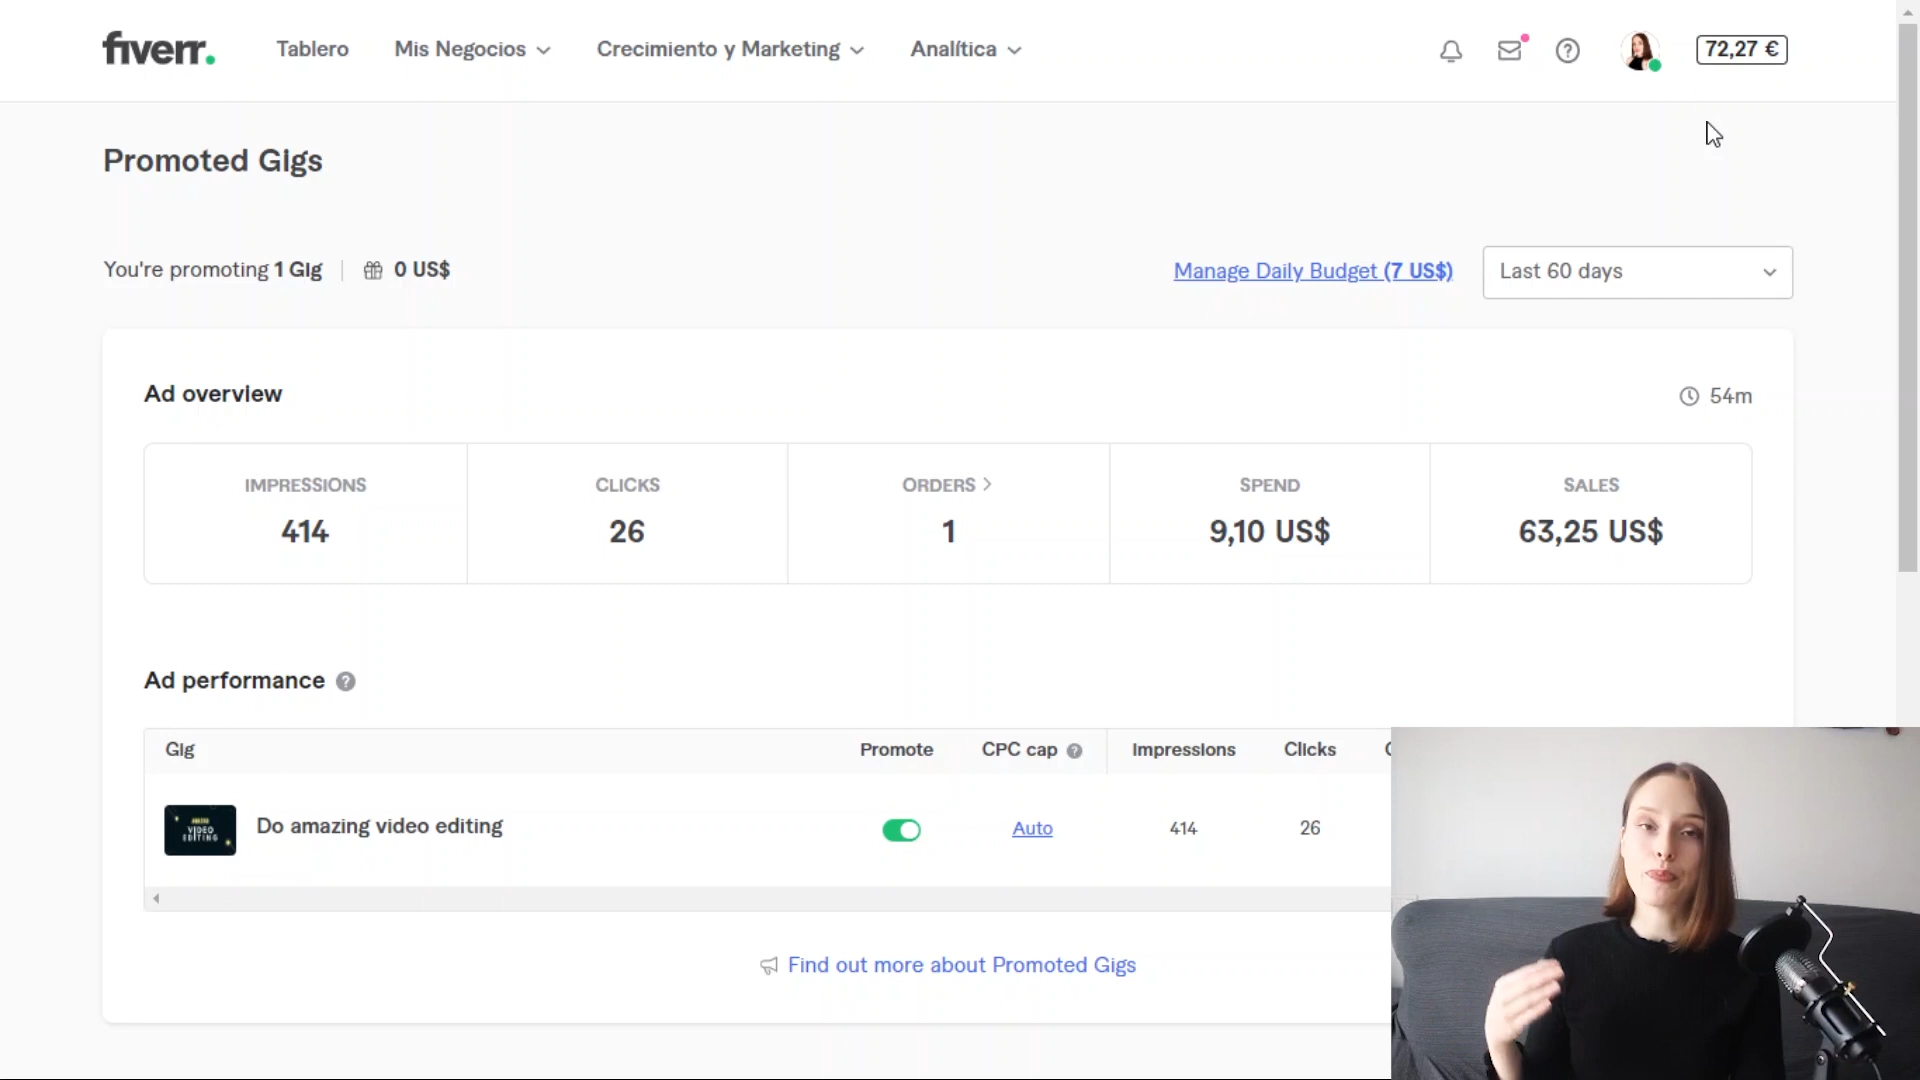 fiverr. Tablero Mis Negocios Crecimiento y Marketing Analítica 72,27 €
Promoted Gigs
You're promoting 1 Gig 0 US$ Manage Daily Budget (7 US$) Last 60 days
Ad overview 54m
IMPRESSIONS CLICKS ORDERS SPEND SALES
414 26 1 9,10 US$ 63,25 US$
Ad performance
Gig Promote CPC cap Impressions Clicks
VIDEO
EDITING
Do amazing video editing Auto 414 26
Find out more about Promoted Gigs